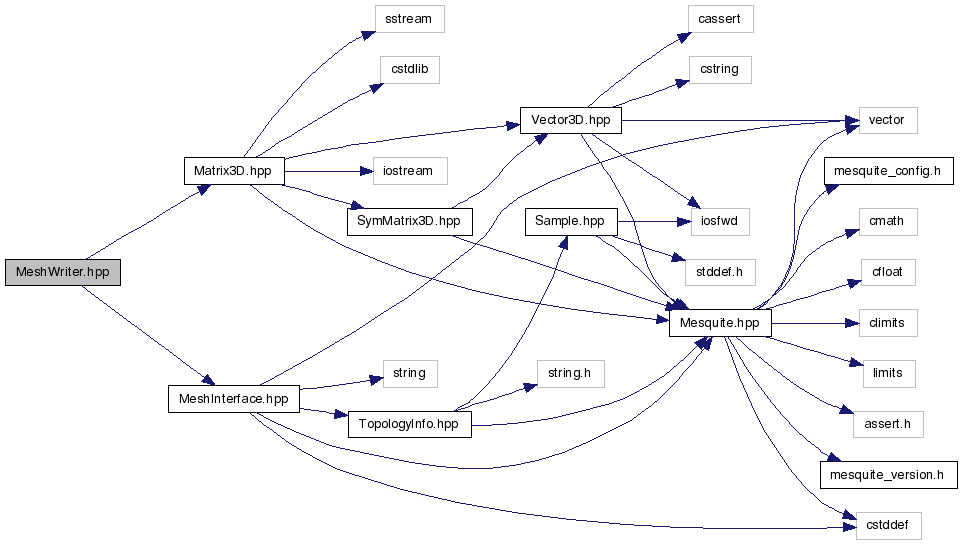 sstream
cassert
cstdlib
cstring
Vector3D.hpp
vector
Matrix3D.hpp
iostream
mesquite_config.h
SymMatrix3D.hpp
Sample.hpp
iosfwd
cmath
MeshWriter.hpp
stddef.h
cfloat
Mesquite.hpp
climits
string
string.h
limits
MeshInterface.hpp
TopologyInfo.hpp
assert.h
mesquite_version.h
cstddef